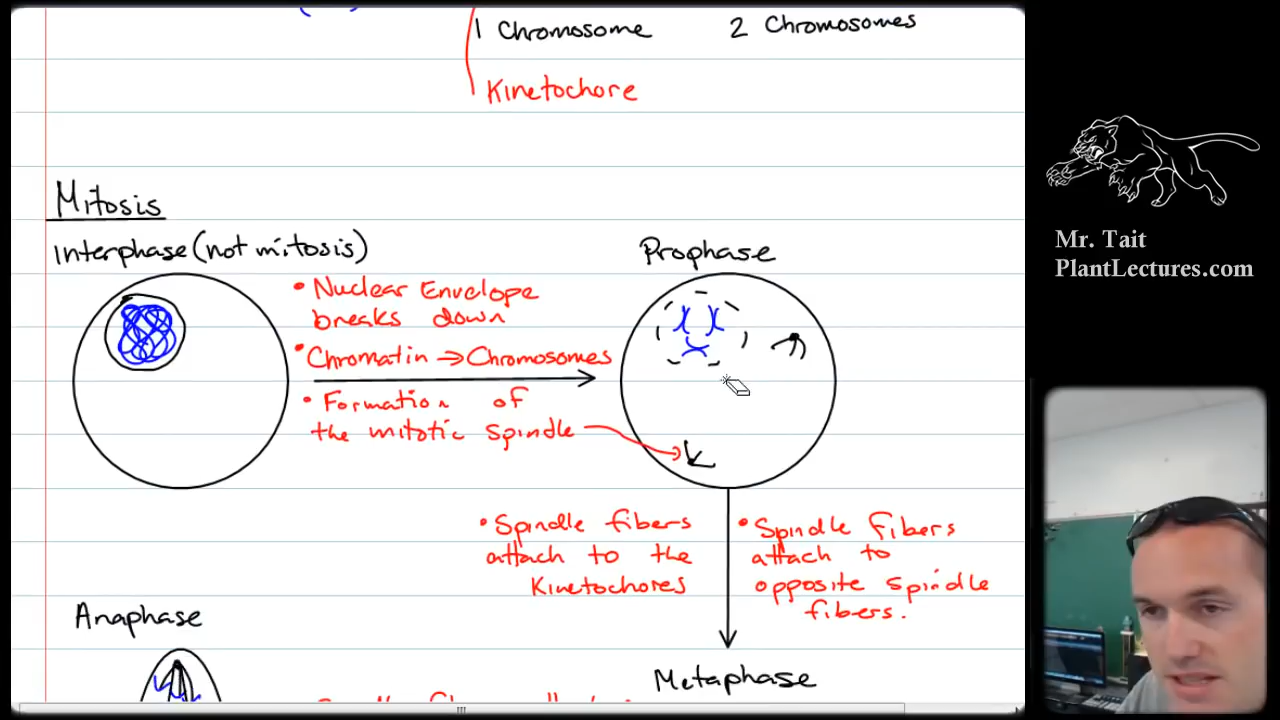 1 Chromosome
2 Chromosomes
Kinetochore
Mitosis
Interphase (not mitosis)
• Nuclear Envelope
breaks down
• Chromatin → Chromosomes
• Formation of
the mitotic spindle
Prophase
• Spindle fibers
attach to the
Kinetochores
• Spindle fibers
attach to
opposite spindle
fibers.
Anaphase
Metaphase
Mr. Tait
PlantLectures.com